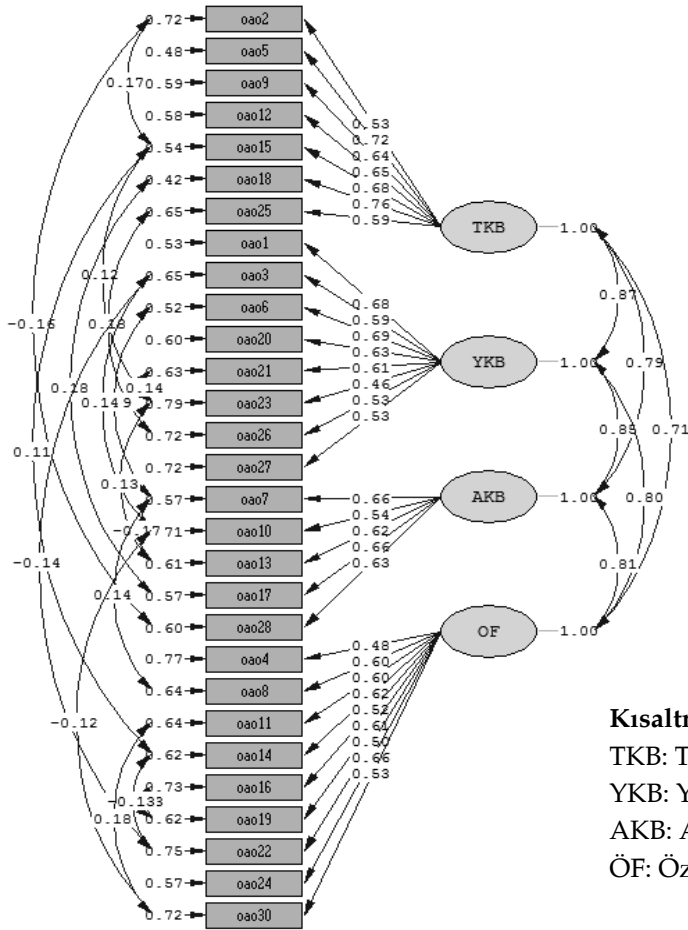 0.72 oao2
0.48 oao5
0.17 0.59 oao9
0.58 oao12
0.53
0.54 oao15
0.72
0.64
0.42 oao18
0.65
0.68
0.65 oao25
0.76
0.59
TKB 1.00
0.53 oao1
0.12 0.65 oao3
0.87
0.68
0.52 oao6
0.59
-0.16 0.18
0.69
0.60 oao20
0.63
YKB 1.00
0.79
0.63 oao21
0.61
0.18 0.14
0.46
0.14
0.79 oao23
0.53
0.53
0.85 0.71
0.72 oao26
0.11
0.72 oao27
0.13
0.57 oao7
0.66
AKB 1.00
0.80
0.54
-0.17 oao10
0.62
0.66
-0.14 0.61 oao13
0.63
0.81
0.14 0.57 oao17
0.60 oao28
OF 1.00
0.48
0.77 oao4
0.60
0.64 oao8
0.60
0.62
-0.12 0.64 oao11
0.52
0.61
0.62 oao14
0.50
0.66
0.73 oao16
0.53
0.18 0.62 oao19
0.75 oao22
0.57 oao24
0.72 oao30
TKB: T
YKB: Y
AKB: A
ÖF: Öz